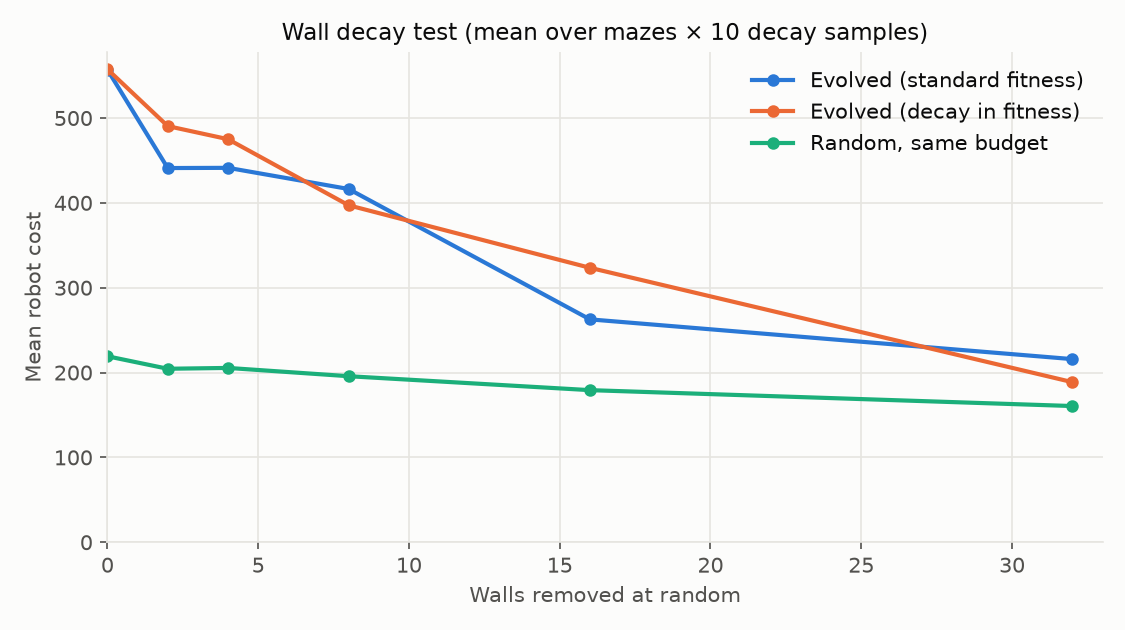 Wall decay test (mean over mazes × 10 decay samples)
Evolved (standard fitness)
Evolved (decay in fitness)
Random, same budget
Mean robot cost
500
400
300
200
100
0
0 5 10 15 20 25 30
Walls removed at random